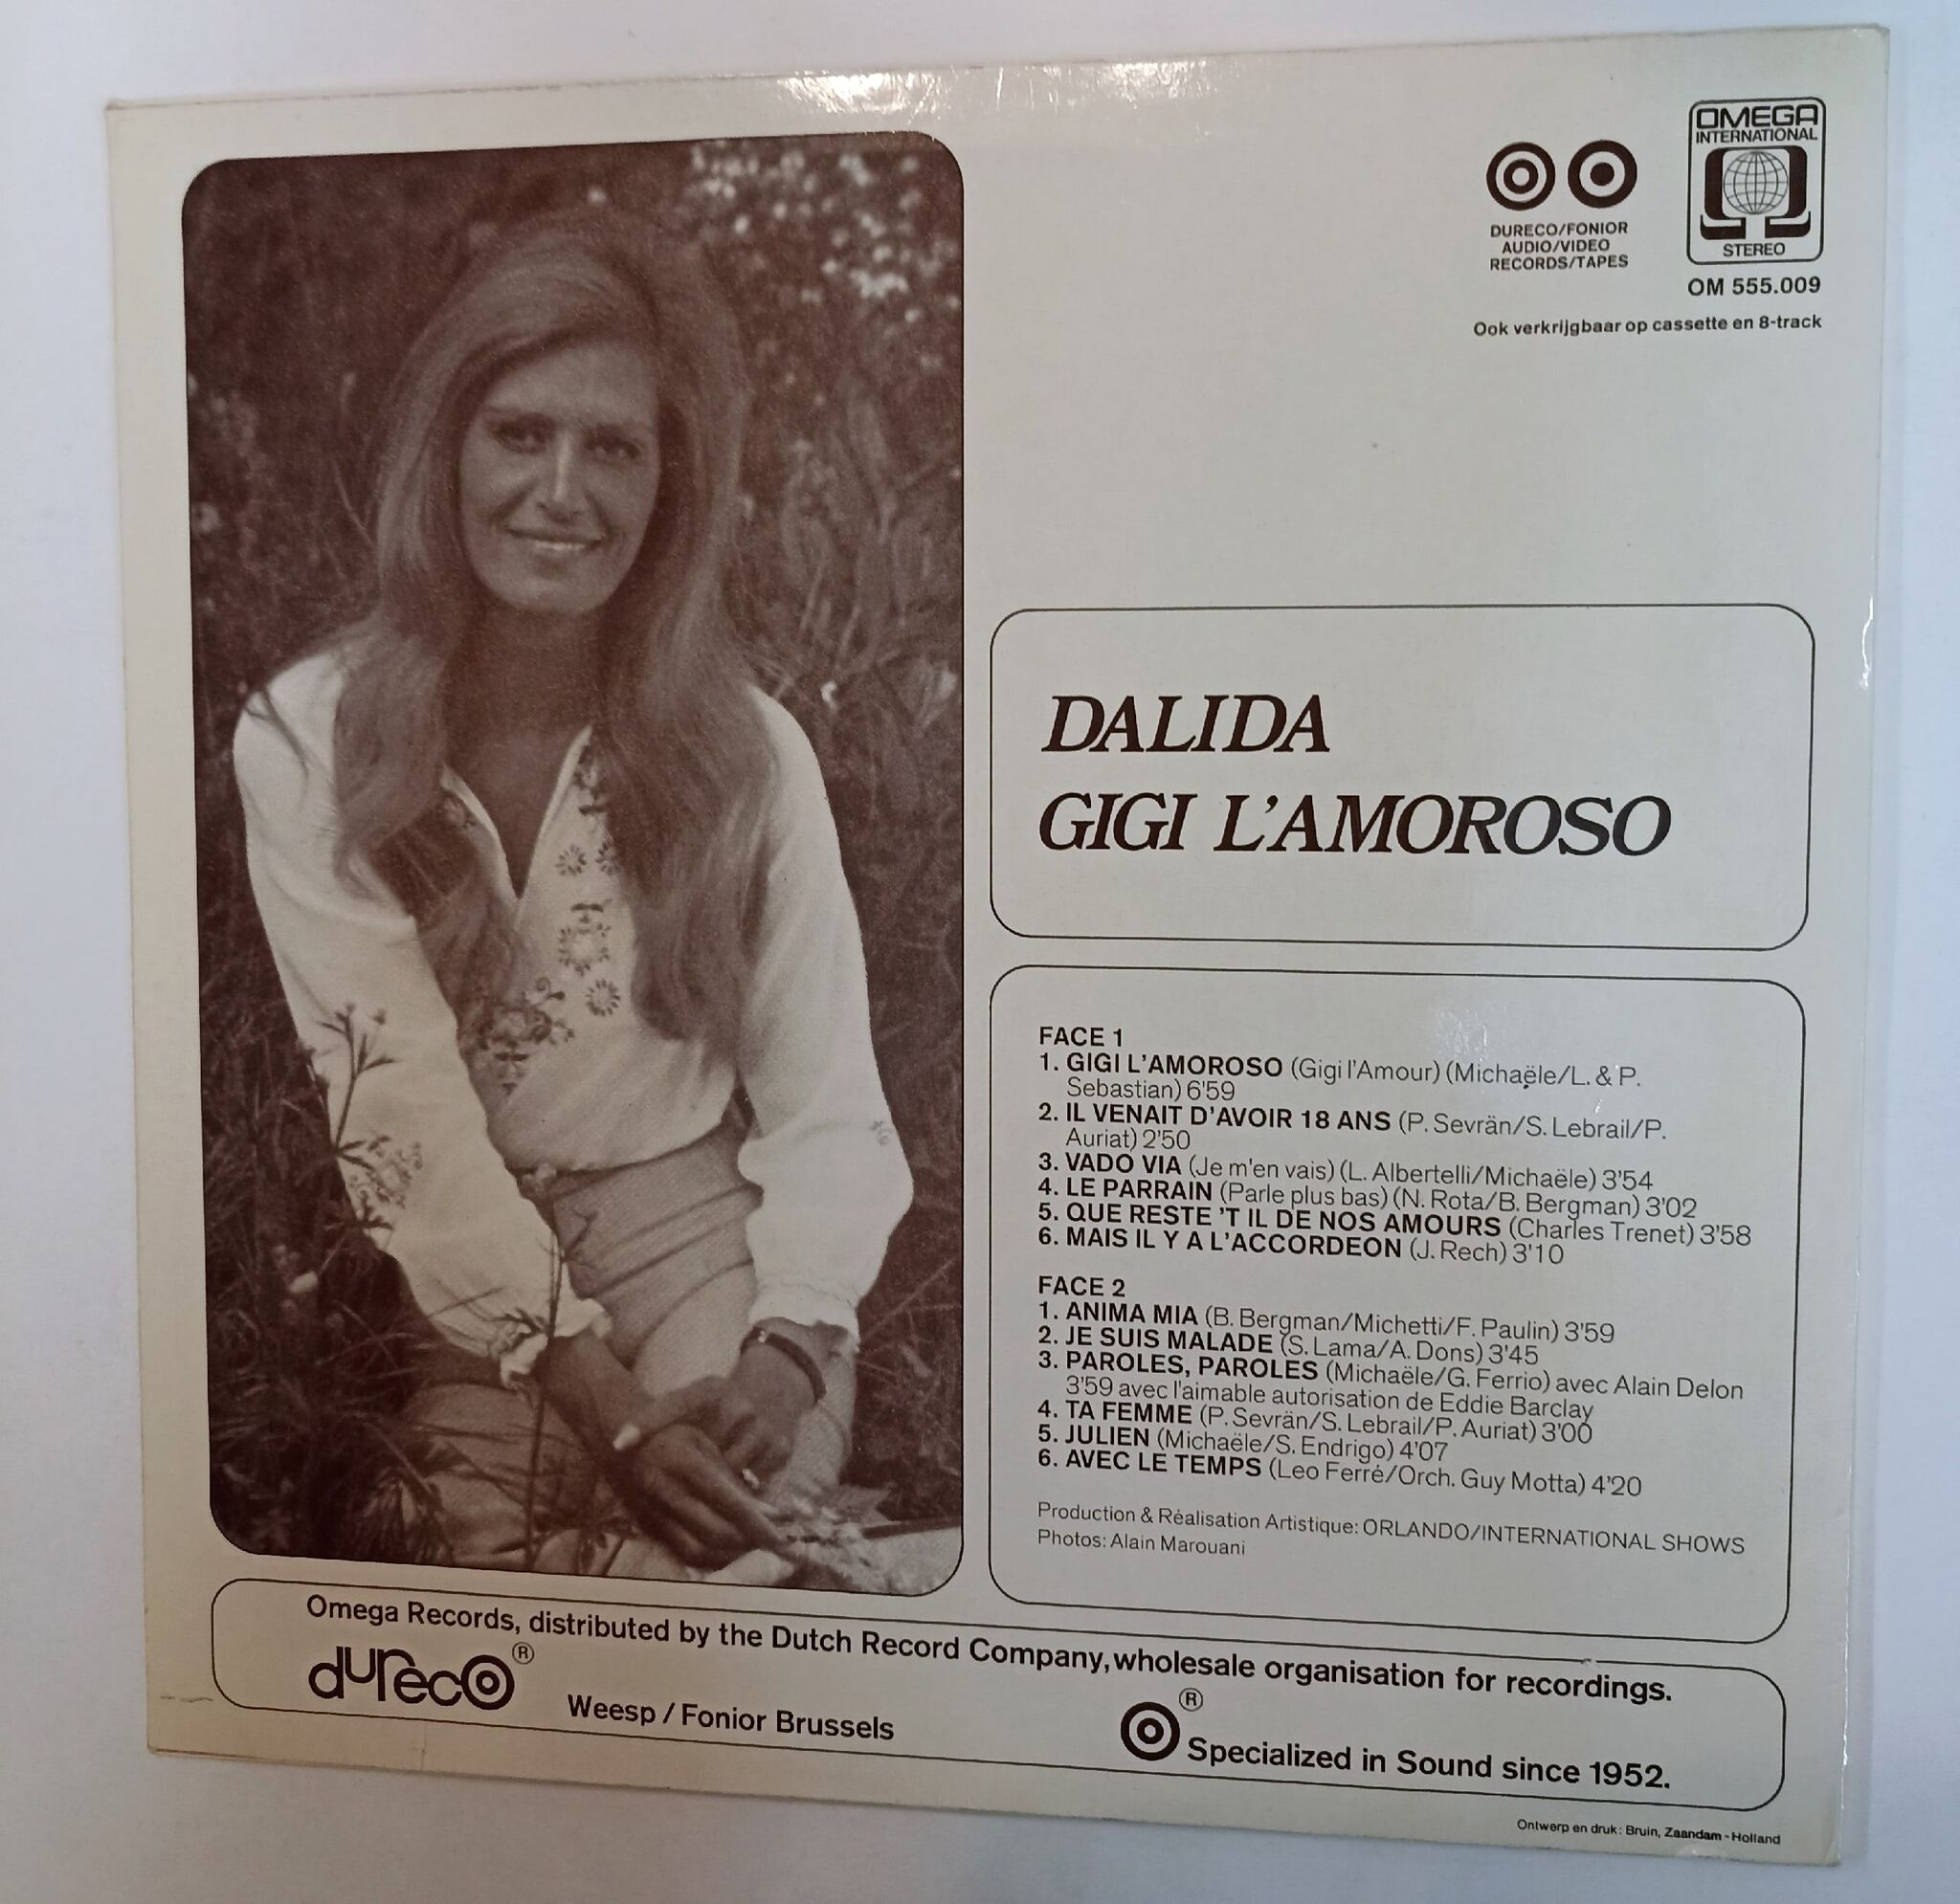 OMEGA
INTERNATIONAL
STEREO
DURECO/FONIOR
AUDIO/VIDEO
RECORDS/TAPES
OM 555.009
Ook verkrijgbaar op cassette en 8-track
DALIDA
GIGI L'AMOROSO
FACE 1
1. GIGI L'AMOROSO (Gigi l'Amour) (Michaële/L. & P.
Sebastian) 6'59
2. IL VENAIT D'AVOIR 18 ANS (P. Sevrän/S. Lebrail/P.
Auriat) 2'50
3. VADO VIA (Je m'en vais) (L. Albertelli/Michaële) 3'54
4. LE PARRAIN (Parle plus bas) (N. Rota/B. Bergman) 3'02
5. QUE RESTE 'T IL DE NOS AMOURS (Charles Trenet) 3'58
6. MAIS IL Y A L'ACCORDEON (J. Rech) 3'10
FACE 2
1. ANIMA MIA (B. Bergman/Michetti/F. Paulin) 3'59
2. JE SUIS MALADE (S. Lama/A. Dons) 3'45
3. PAROLES, PAROLES (Michaële/G. Ferrio) avec Alain Delon
3'59 avec l'aimable autorisation de Eddie Barclay
4. TA FEMME (P. Sevrän/S. Lebrail/P. Auriat) 3'00
5. JULIEN (Michaële/S. Endrigo) 4'07
6. AVEC LE TEMPS (Leo Ferré/Orch. Guy Motta) 4'20
Production & Réalisation Artistique: ORLANDO/INTERNATIONAL SHOWS
Photos: Alain Marouani
Omega Records, distributed by the Dutch Record Company, wholesale organisation for recordings.
dureco ®
Weesp / Fonior Brussels
®
Specialized in Sound since 1952.
Ontwerp en druk: Bruin, Zaandam - Holland